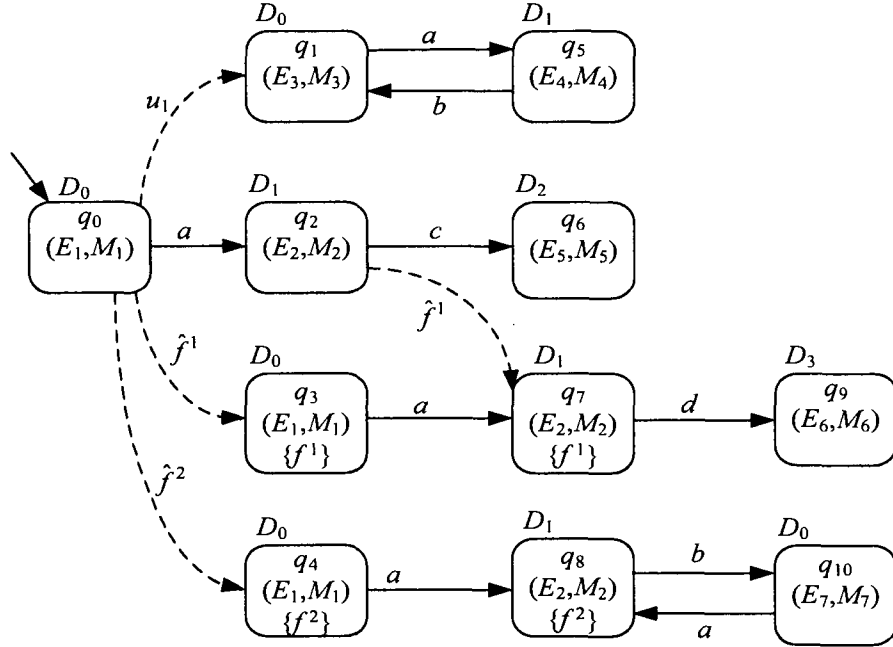 D₀
D₁
q₁
(E₃,M₃)
a
q₅
(E₄,M₄)
b
u₁
D₀
D₁
D₂
q₀
(E₁,M₁)
a
q₂
(E₂,M₂)
c
q₆
(E₅,M₅)
f̂¹
f̂¹
D₀
D₁
D₃
q₃
(E₁,M₁)
{f¹}
a
q₇
(E₂,M₂)
{f¹}
d
q₉
(E₆,M₆)
f̂²
D₀
D₁
D₀
q₄
(E₁,M₁)
{f²}
a
q₈
(E₂,M₂)
{f²}
b
q₁₀
(E₇,M₇)
a